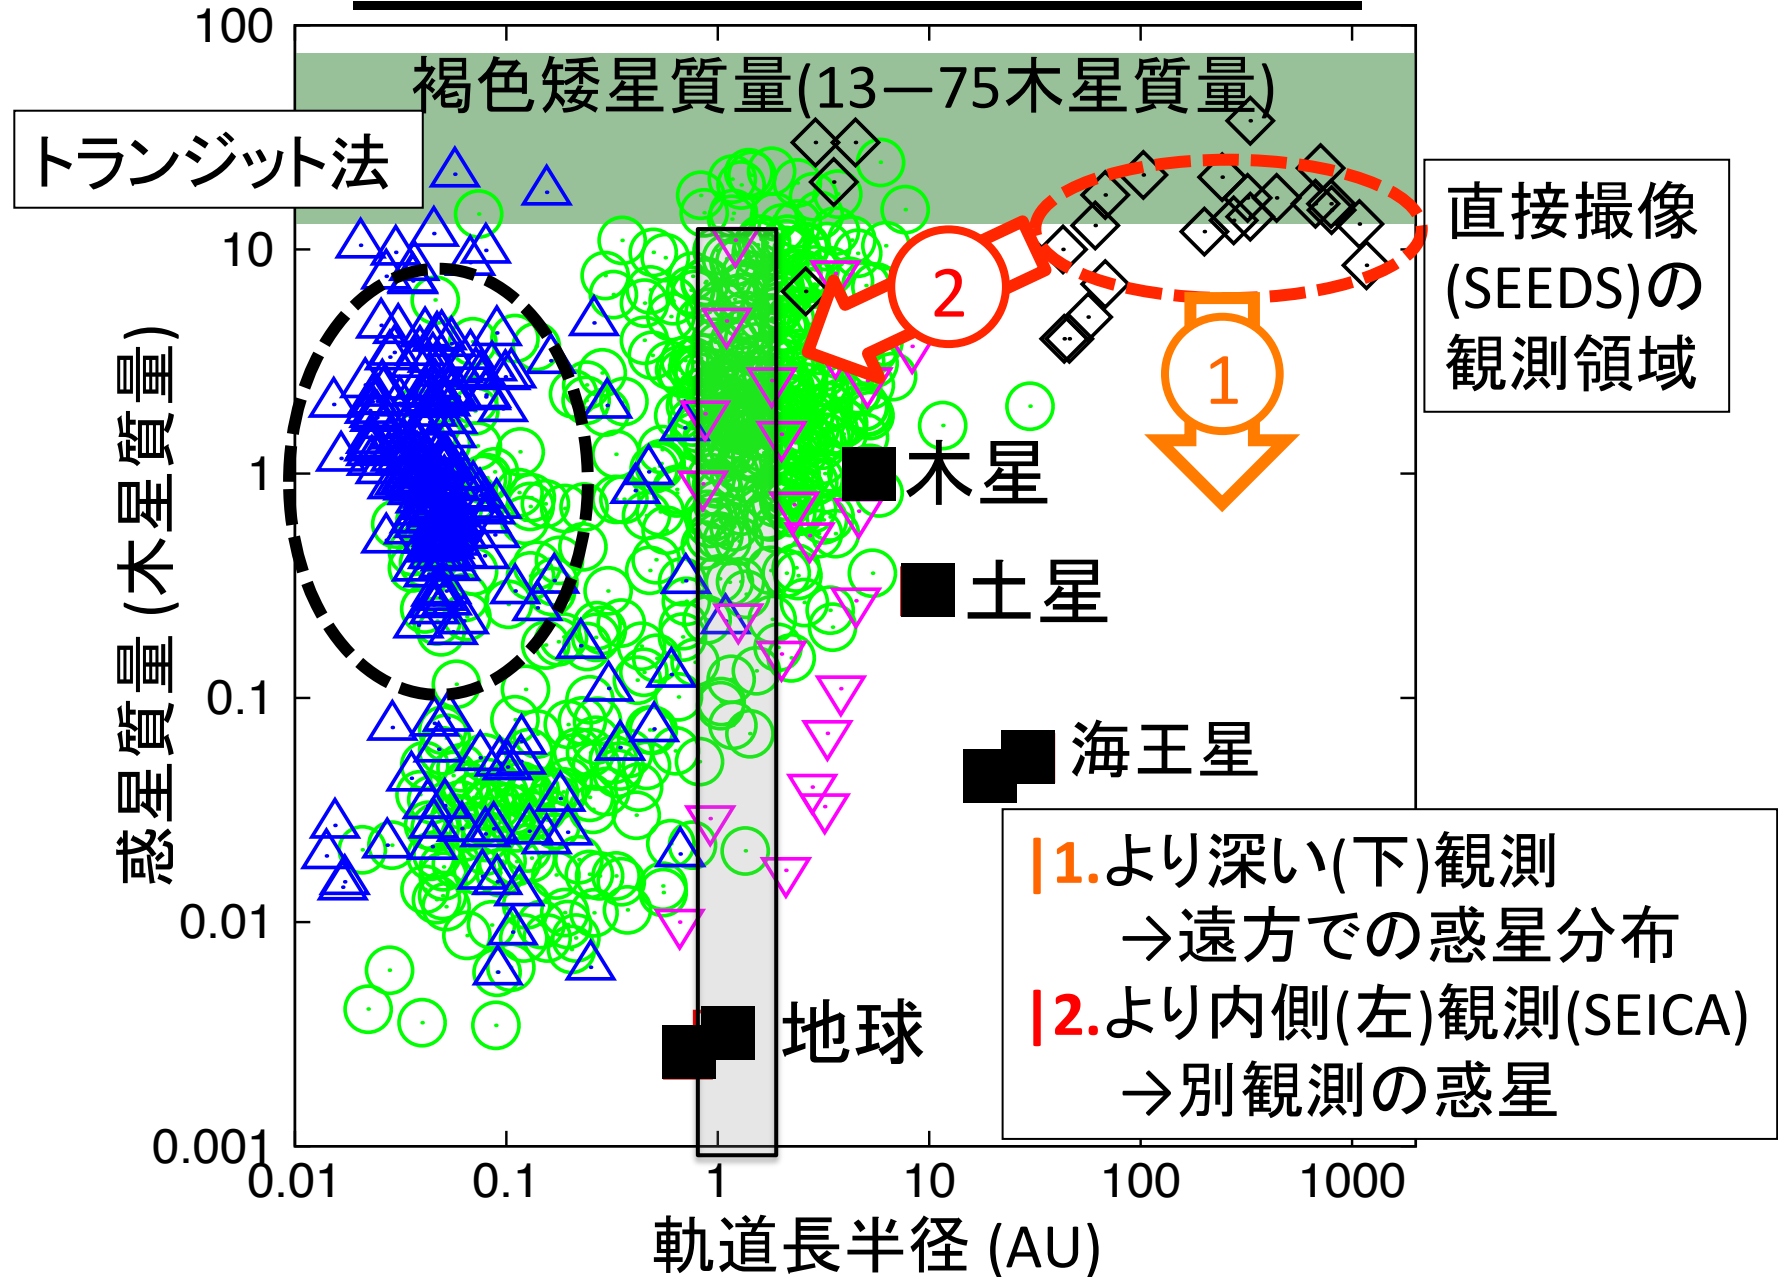 100
褐色矮星質量(13—75木星質量)
トランジット法
直接撮像
(SEEDS)の
観測領域
10
2
1
惑星質量 (木星質量)
1
木星
土星
0.1
海王星
|1.より深い(下)観測
→遠方での惑星分布
|2.より内側(左)観測(SEICA)
→別観測の惑星
0.01
地球
0.001
0.01 0.1 1 10 100 1000
軌道長半径 (AU)